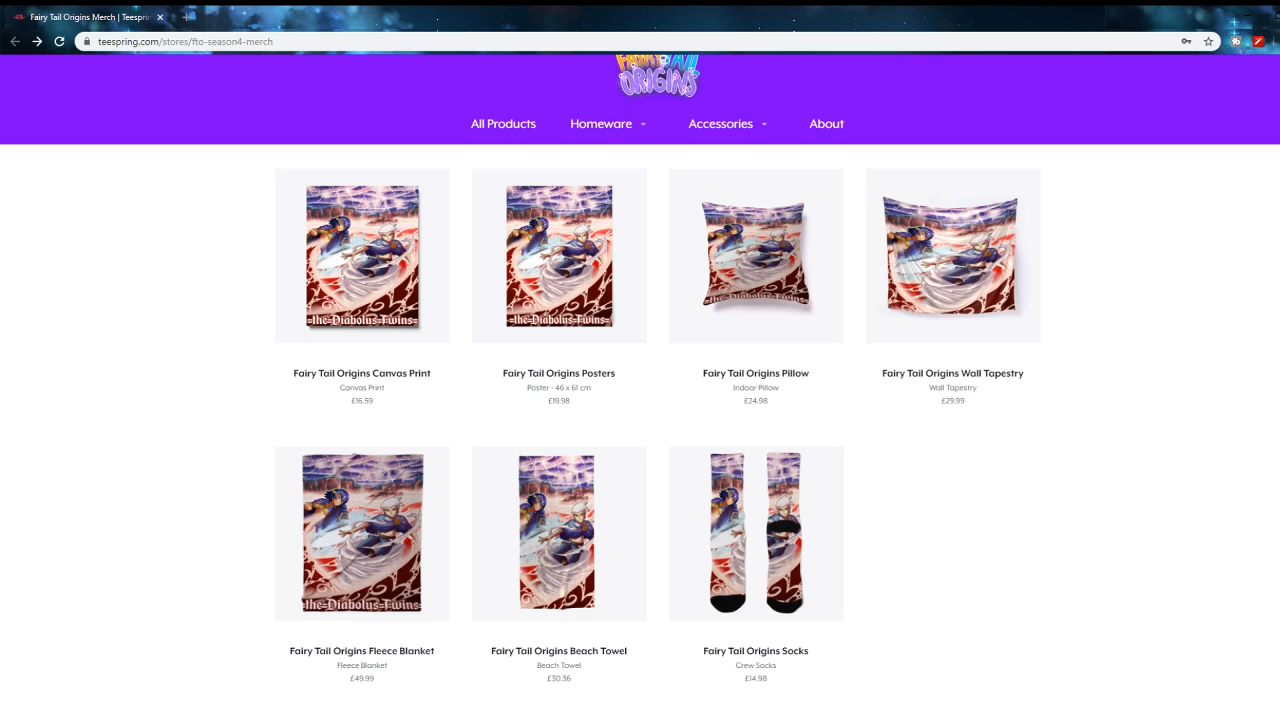 Fairy Tail Origins Merch | Teespri
teespring.com/stores/fto-season4-merch
FAIRY TAIL
ORIGINS
All Products Homeware Accessories About
=the=Diabolus=Twins=
=the=Diabolus=Twins=
=the=Diabolus=Twins=
Fairy Tail Origins Canvas Print
Canvas Print
£16.59
Fairy Tail Origins Posters
Poster - 46 x 61 cm
£19.98
Fairy Tail Origins Pillow
Indoor Pillow
£24.98
Fairy Tail Origins Wall Tapestry
Wall Tapestry
£29.99
=the=Diabolus=Twins=
Fairy Tail Origins Fleece Blanket
Fleece Blanket
£49.99
Fairy Tail Origins Beach Towel
Beach Towel
£30.36
Fairy Tail Origins Socks
Crew Socks
£14.98